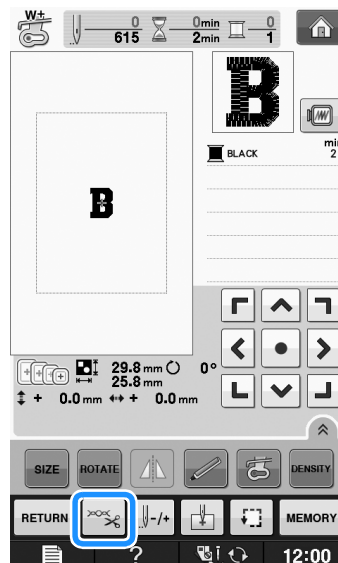 W+ 0 0min 0
615 2min 1
B
min
BLACK 2
B
29.8 mm 0°
25.8 mm
+ 0.0 mm + 0.0 mm
SIZE ROTATE DENSITY
RETURN -/+ MEMORY
? 12:00